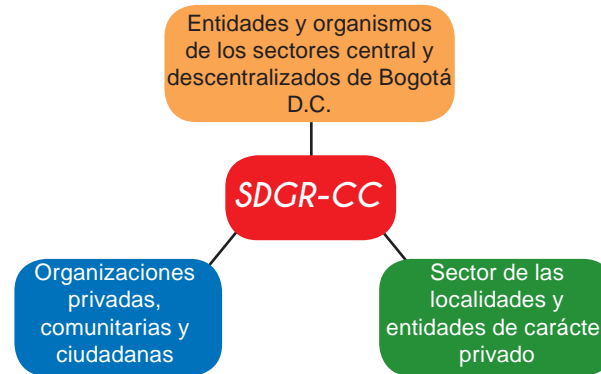 Entidades y organismos
de los sectores central y
descentralizados de Bogotá
D.C.
SDGR-CC
Organizaciones
privadas,
comunitarias y
ciudadanas
Sector de las
localidades y
entidades de carácte
privado